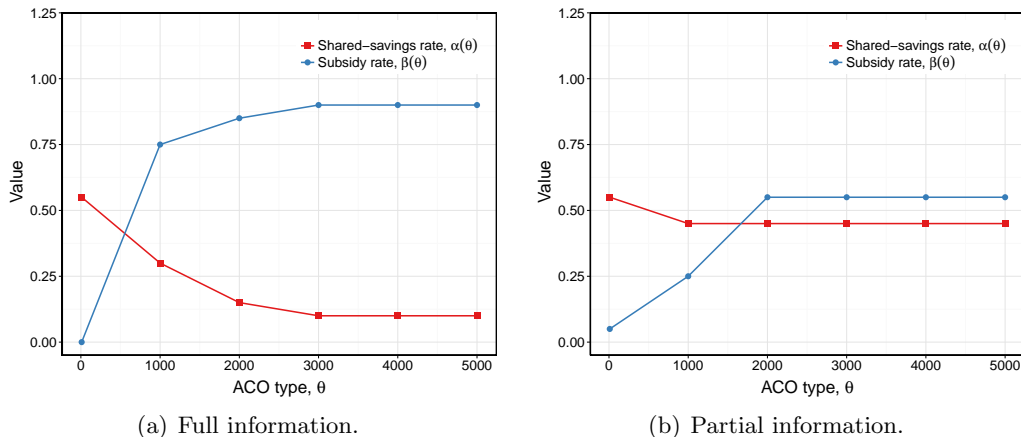 1.25
1.00
0.75
0.50
0.25
0.00
Value
Shared−savings rate, α(θ)
Subsidy rate, β(θ)
0 1000 2000 3000 4000 5000
ACO type, θ
(a) Full information.
1.25
1.00
0.75
0.50
0.25
0.00
Value
Shared−savings rate, α(θ)
Subsidy rate, β(θ)
0 1000 2000 3000 4000 5000
ACO type, θ
(b) Partial information.